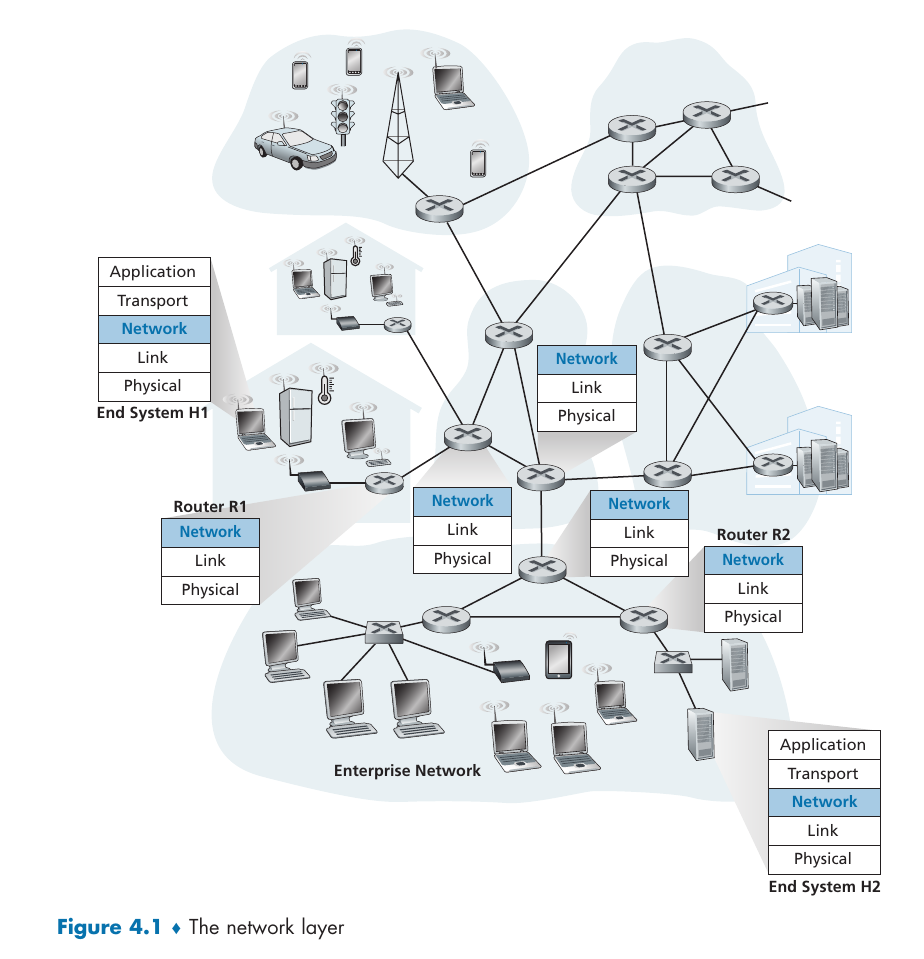 Application
Transport
Network
Link
Physical
End System H1
Network
Link
Physical
Router R1
Network
Link
Physical
Network
Link
Physical
Network
Link
Physical
Router R2
Network
Link
Physical
Enterprise Network
Application
Transport
Network
Link
Physical
End System H2
Figure 4.1 ♦ The network layer